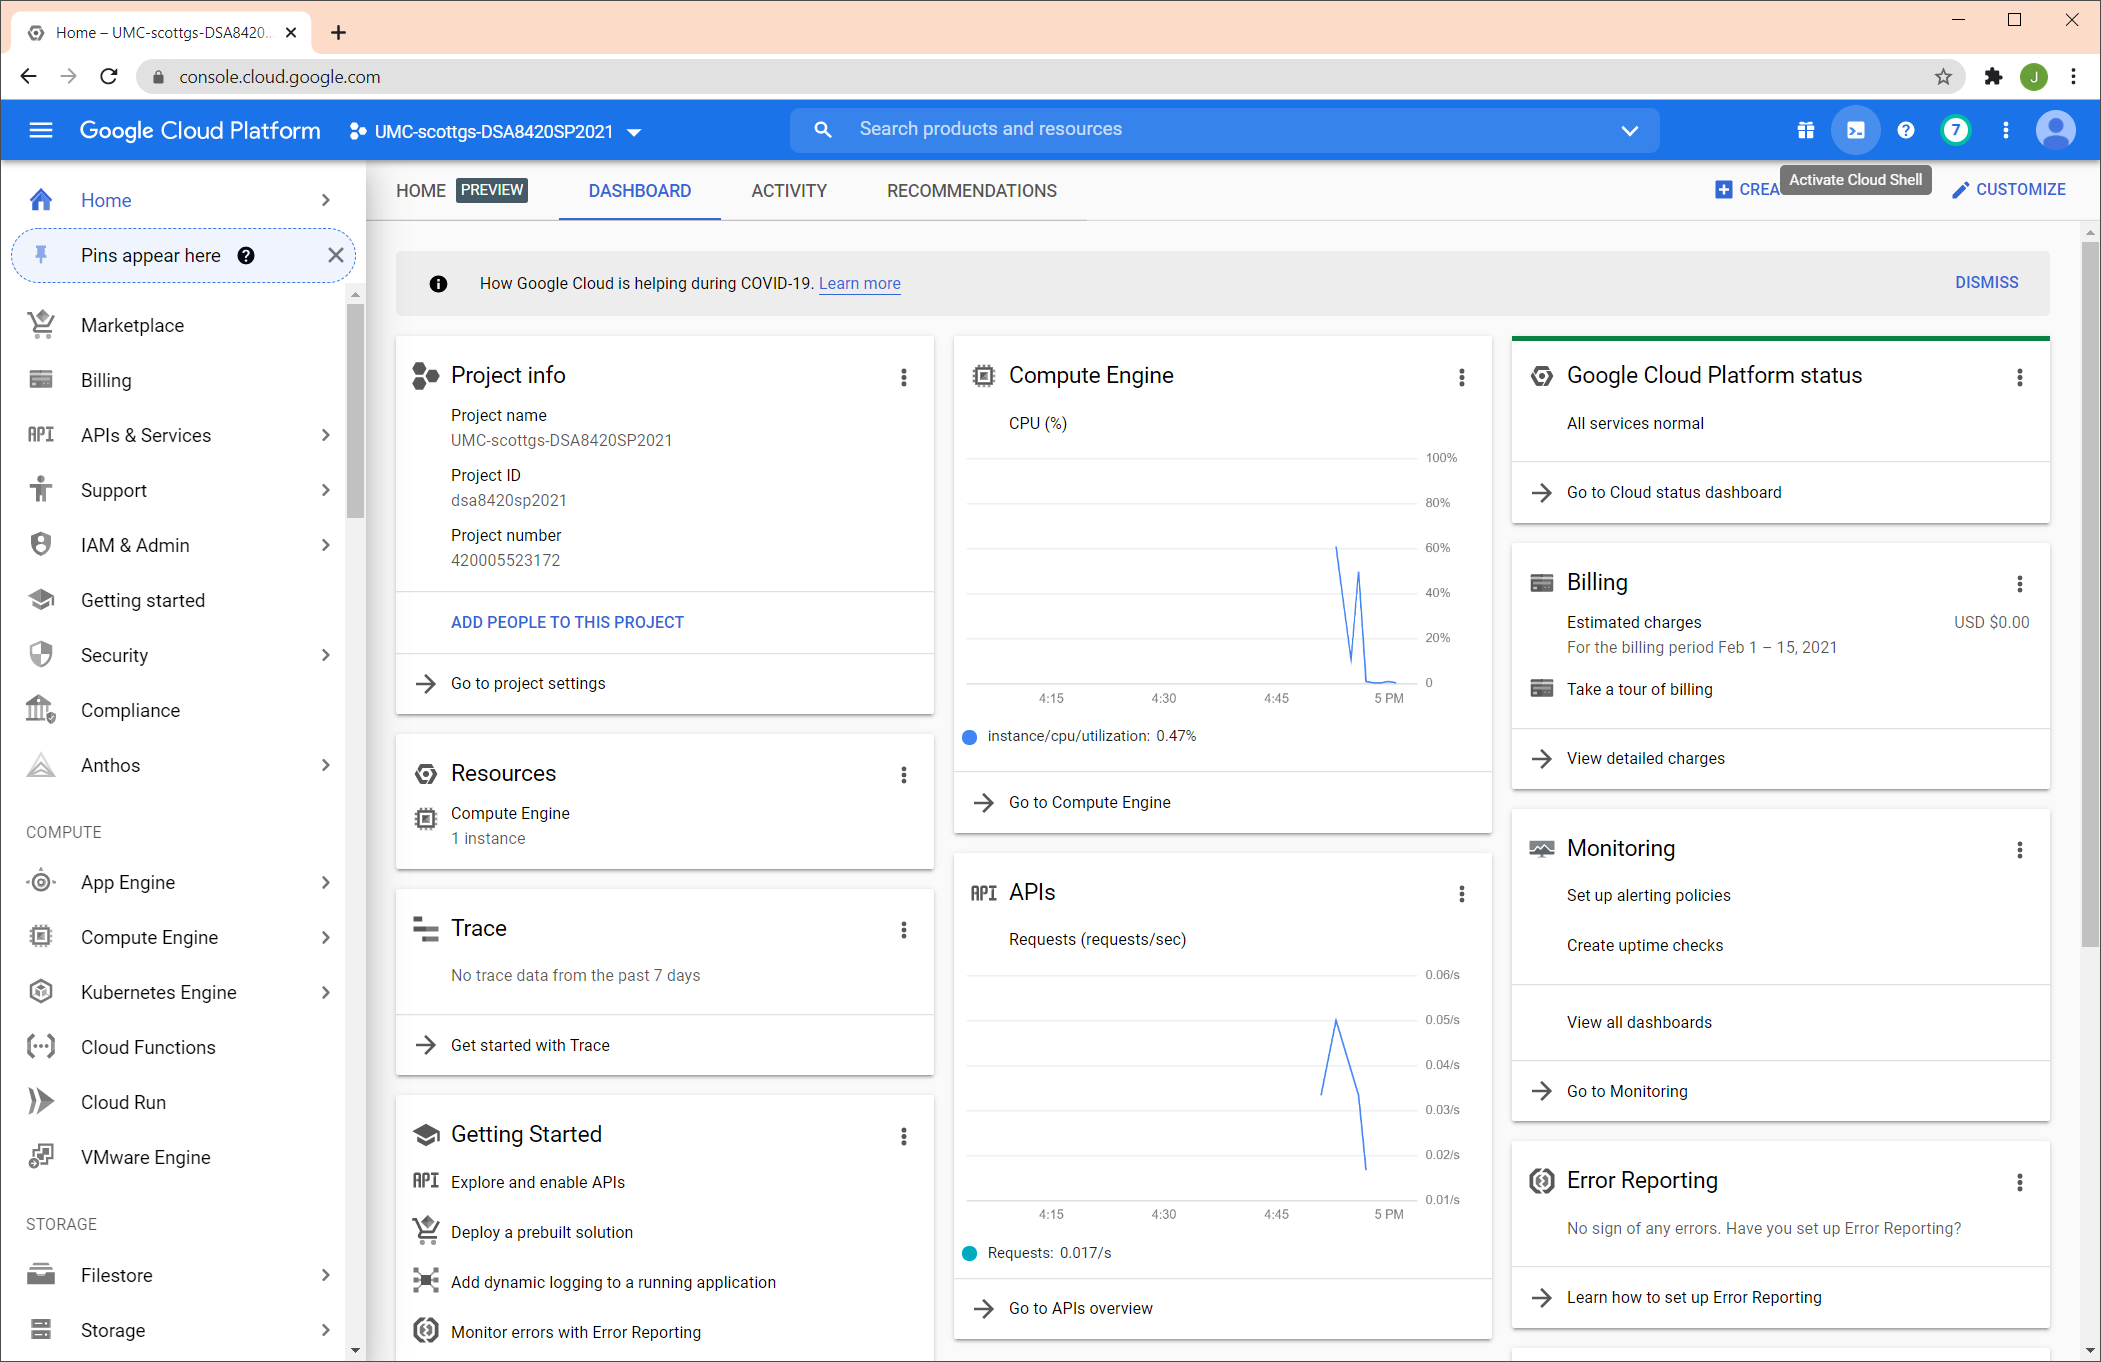 Home – UMC-scottgs-DSA8420...
console.cloud.google.com
J
Google Cloud Platform
UMC-scottgs-DSA8420SP2021
Search products and resources
7
Home
Pins appear here
Marketplace
Billing
API
APIs & Services
Support
IAM & Admin
Getting started
Security
Compliance
Anthos
COMPUTE
App Engine
Compute Engine
Kubernetes Engine
Cloud Functions
Cloud Run
VMware Engine
STORAGE
Filestore
Storage
HOME PREVIEW
DASHBOARD
ACTIVITY
RECOMMENDATIONS
CREA
Activate Cloud Shell
CUSTOMIZE
How Google Cloud is helping during COVID-19. Learn more
DISMISS
Project info
Project name
UMC-scottgs-DSA8420SP2021
Project ID
dsa8420sp2021
Project number
420005523172
ADD PEOPLE TO THIS PROJECT
Go to project settings
Resources
Compute Engine
1 instance
Trace
No trace data from the past 7 days
Get started with Trace
Getting Started
API
Explore and enable APIs
Deploy a prebuilt solution
Add dynamic logging to a running application
Monitor errors with Error Reporting
Compute Engine
CPU (%)
100%
80%
60%
40%
20%
0
4:15
4:30
4:45
5 PM
instance/cpu/utilization: 0.47%
Go to Compute Engine
API
APIs
Requests (requests/sec)
0.06/s
0.05/s
0.04/s
0.03/s
0.02/s
0.01/s
4:15
4:30
4:45
5 PM
Requests: 0.017/s
Go to APIs overview
Google Cloud Platform status
All services normal
Go to Cloud status dashboard
Billing
Estimated charges
USD $0.00
For the billing period Feb 1 – 15, 2021
Take a tour of billing
View detailed charges
Monitoring
Set up alerting policies
Create uptime checks
View all dashboards
Go to Monitoring
Error Reporting
No sign of any errors. Have you set up Error Reporting?
Learn how to set up Error Reporting